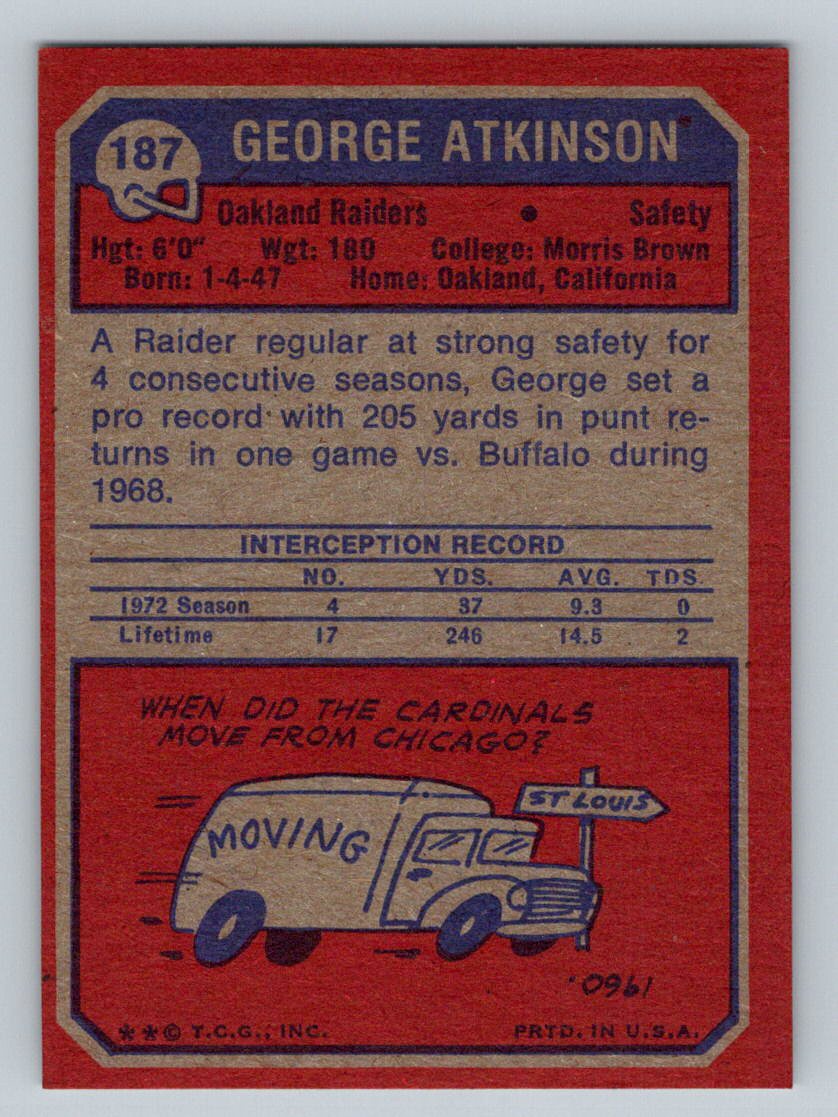 187
GEORGE ATKINSON
Oakland Raiders • Safety
Hgt: 6'0" Wgt: 180 College: Morris Brown
Born: 1-4-47 Home: Oakland, California
A Raider regular at strong safety for
4 consecutive seasons, George set a
pro record with 205 yards in punt re-
turns in one game vs. Buffalo during
1968.
INTERCEPTION RECORD
NO. YDS. AVG. TDS.
1972 Season 4 37 9.3 0
Lifetime 17 246 14.5 2
WHEN DID THE CARDINALS
MOVE FROM CHICAGO?
ST LOUIS
MOVING
1960.
**© T.C.G., INC. PRTD. IN U.S.A.